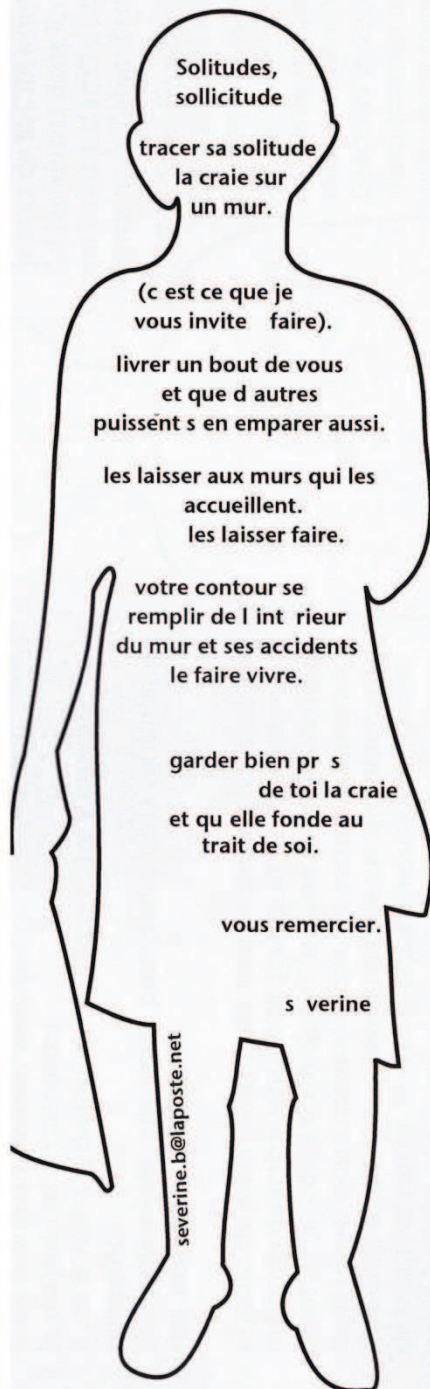 Solitudes,
sollicitude
tracer sa solitude
la craie sur
un mur.
(c est ce que je
vous invite faire).
livrer un bout de vous
et que d autres
puissent s en emparer aussi.
les laisser aux murs qui les
accueillent.
les laisser faire.
votre contour se
remplir de l int rieur
du mur et ses accidents
le faire vivre.
garder bien pr s
de toi la craie
et qu elle fonde au
trait de soi.
vous remercier.
s verine
severine.b@laposte.net